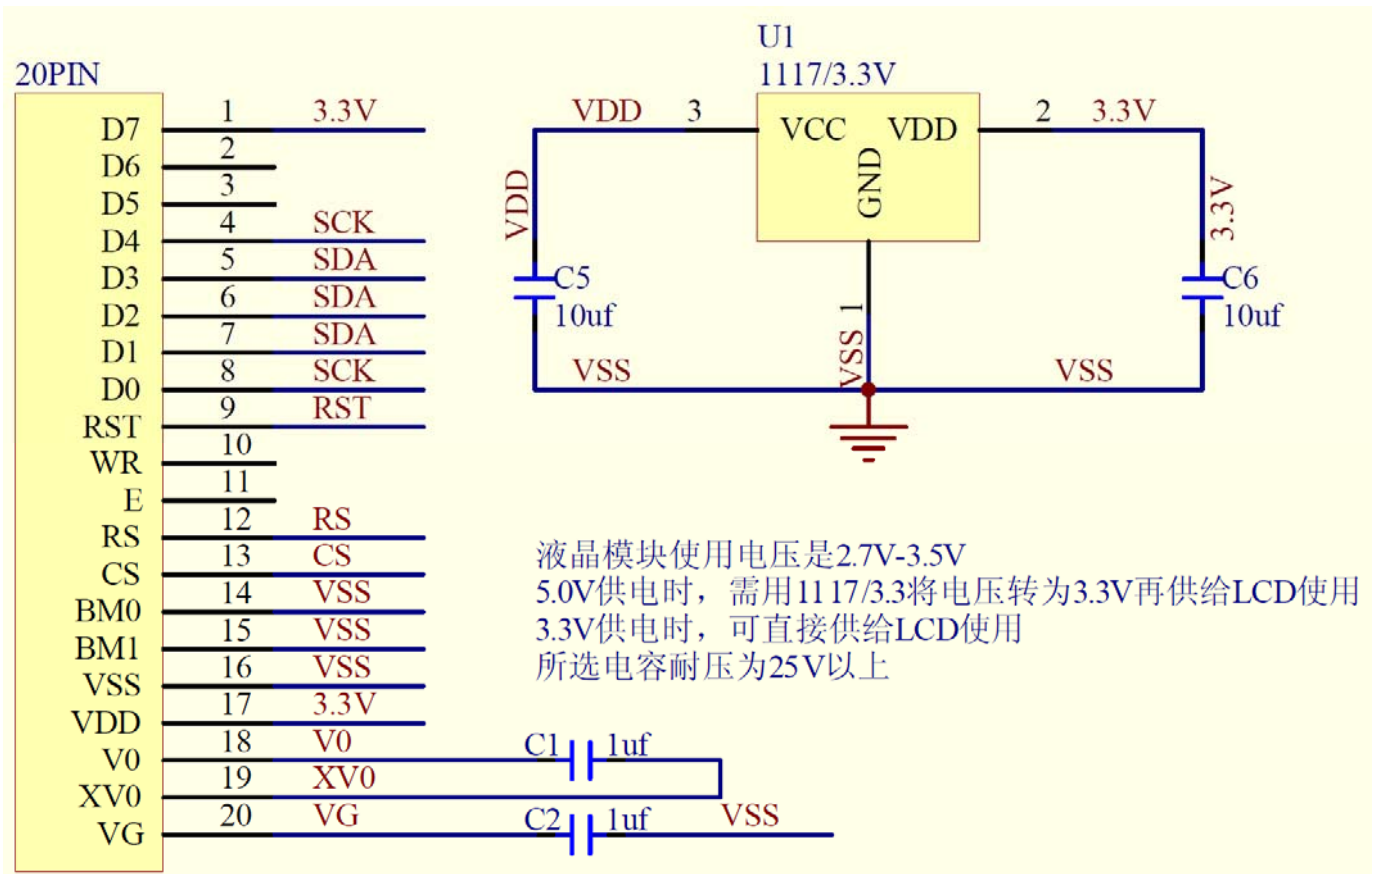 20PIN
D7 1 3.3V
D6 2
D5 3
D4 4 SCK
D3 5 SDA
D2 6 SDA
D1 7 SDA
D0 8 SCK
RST 9 RST
WR 10
E 11
RS 12 RS
CS 13 CS
BM0 14 VSS
BM1 15 VSS
VSS 16 VSS
VDD 17 3.3V
V0 18 V0
XV0 19 XV0
VG 20 VG
C1 1uf
C2 1uf VSS
U1
1117/3.3V
VDD 3 VCC VDD 2 3.3V
GND
VDD
3.3V
C5
10uf
C6
10uf
1
VSS
VSS
VSS
液晶模块使用电压是2.7V-3.5V
5.0V供电时，需用1117/3.3将电压转为3.3V再供给LCD使用
3.3V供电时，可直接供给LCD使用
所选电容耐压为25V以上